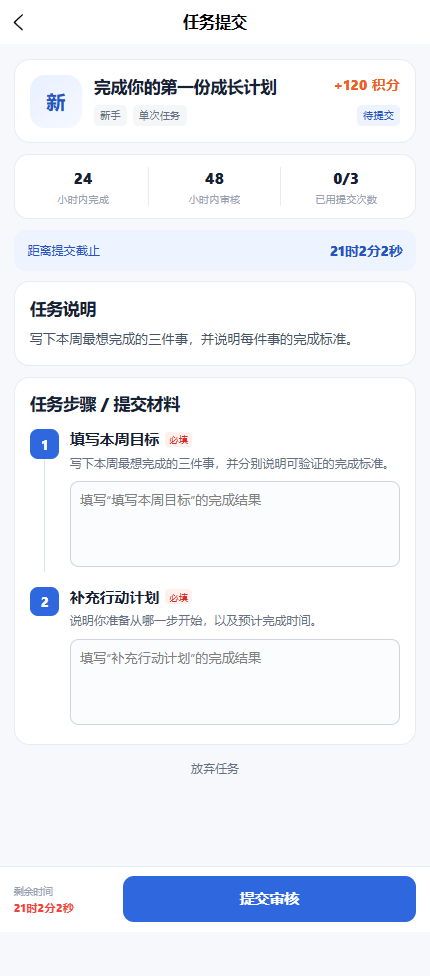 任务提交
新
完成你的第一份成长计划
+120 积分
新手
单次任务
待提交
24
48
0/3
小时内完成
小时内审核
已用提交次数
距离提交截止
21时2分2秒
任务说明
写下本周最想完成的三件事，并说明每件事的完成标准。
任务步骤 / 提交材料
1
填写本周目标
必填
写下本周最想完成的三件事，并分别说明可验证的完成标准。
填写“填写本周目标”的完成结果
2
补充行动计划
必填
说明你准备从哪一步开始，以及预计完成时间。
填写“补充行动计划”的完成结果
放弃任务
剩余时间
21时2分2秒
提交审核